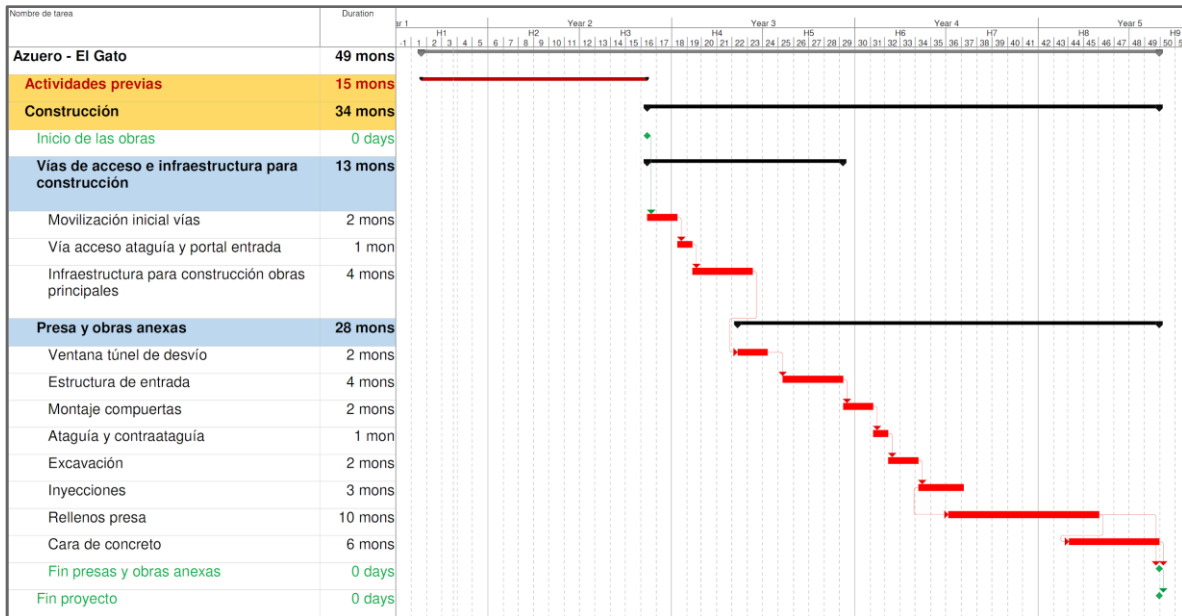 Nombre de tarea Duration
ar 1 Year 2 Year 3 Year 4 Year 5
H1 H2 H3 H4 H5 H6 H7 H8 H9
-1 1 2 3 4 5 6 7 8 9 10 11 12 13 14 15 16 17 18 19 20 21 22 23 24 25 26 27 28 29 30 31 32 33 34 35 36 37 38 39 40 41 42 43 44 45 46 47 48 49 50 5
Azuero - El Gato 49 mons
Actividades previas 15 mons
Construcción 34 mons
Inicio de las obras 0 days
Vías de acceso e infraestructura para 13 mons
construcción
Movilización inicial vías 2 mons
Vía acceso ataguía y portal entrada 1 mon
Infraestructura para construcción obras 4 mons
principales
Presa y obras anexas 28 mons
Ventana túnel de desvío 2 mons
Estructura de entrada 4 mons
Montaje compuertas 2 mons
Ataguía y contraataguía 1 mon
Excavación 2 mons
Inyecciones 3 mons
Rellenos presa 10 mons
Cara de concreto 6 mons
Fin presas y obras anexas 0 days
Fin proyecto 0 days